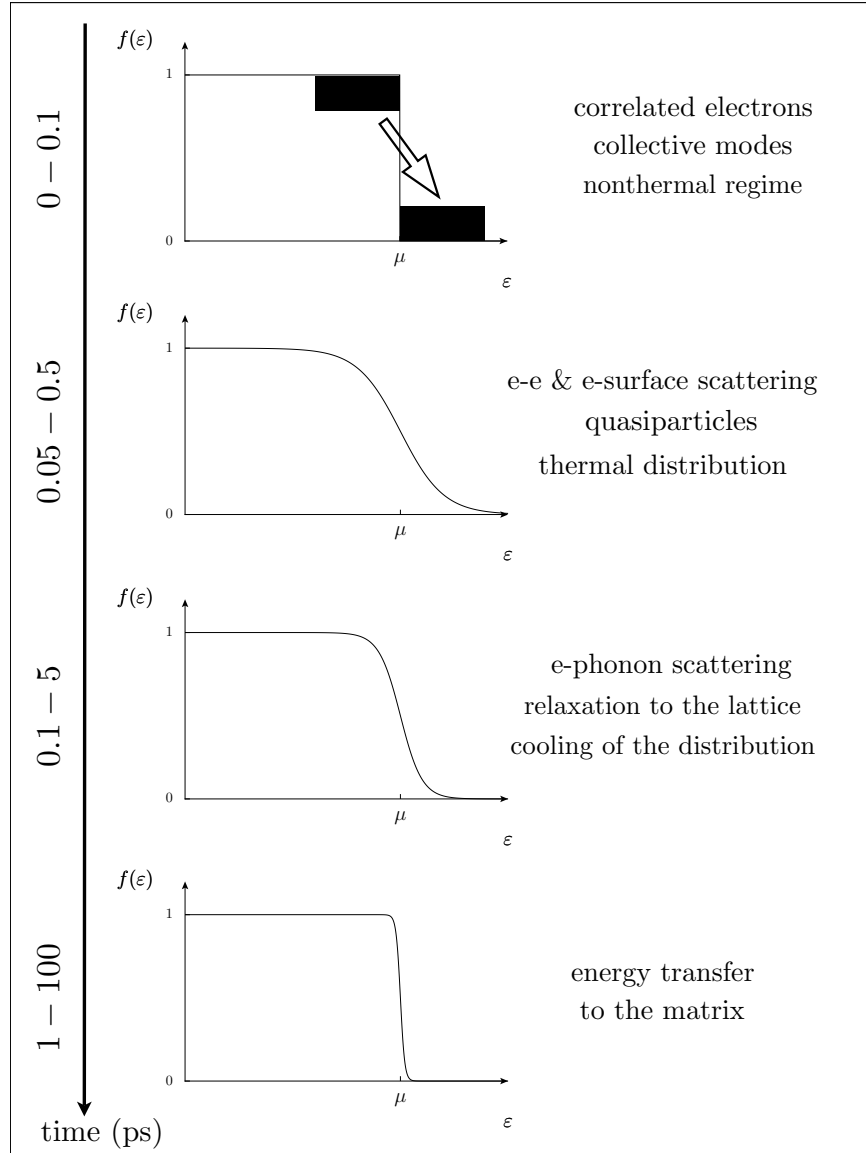 f(ε)
1
0
μ
ε
0 – 0.1
correlated electrons
collective modes
nonthermal regime
f(ε)
1
0
μ
ε
0.05 – 0.5
e-e & e-surface scattering
quasiparticles
thermal distribution
f(ε)
1
0
μ
ε
0.1 – 5
e-phonon scattering
relaxation to the lattice
cooling of the distribution
f(ε)
1
0
μ
ε
1 – 100
energy transfer
to the matrix
time (ps)